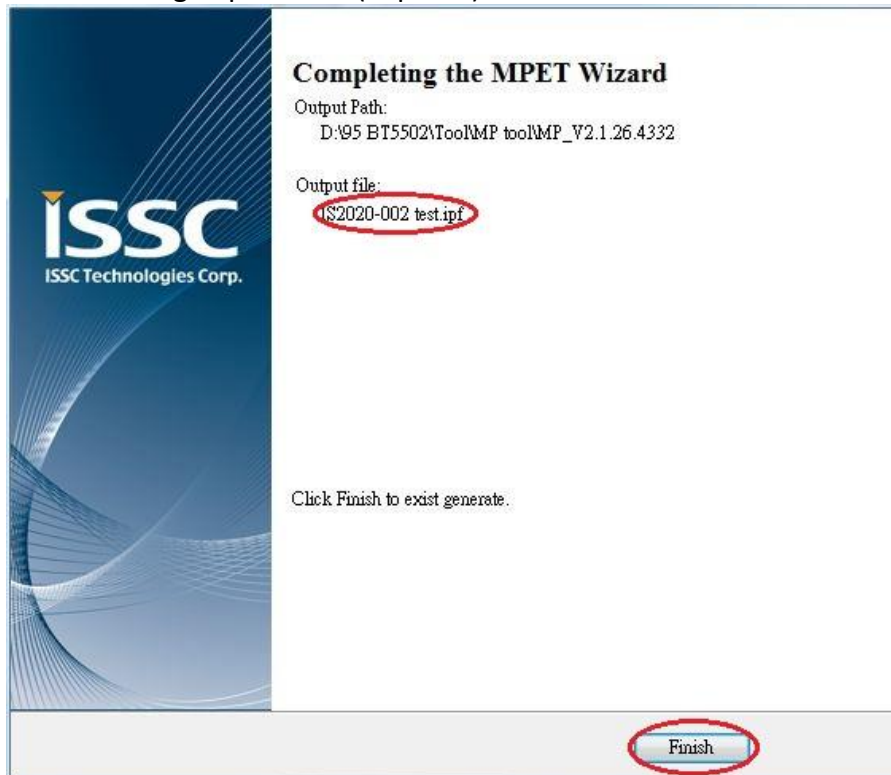 Completing the MPET Wizard
Output Path:
D:\95 BT5502\Tool\MP tool\MP_V2.1.26.4332
Output file:
IS2020-002 test.ipf
ISSC
ISSC Technologies Corp.
Click Finish to exist generate.
Finish